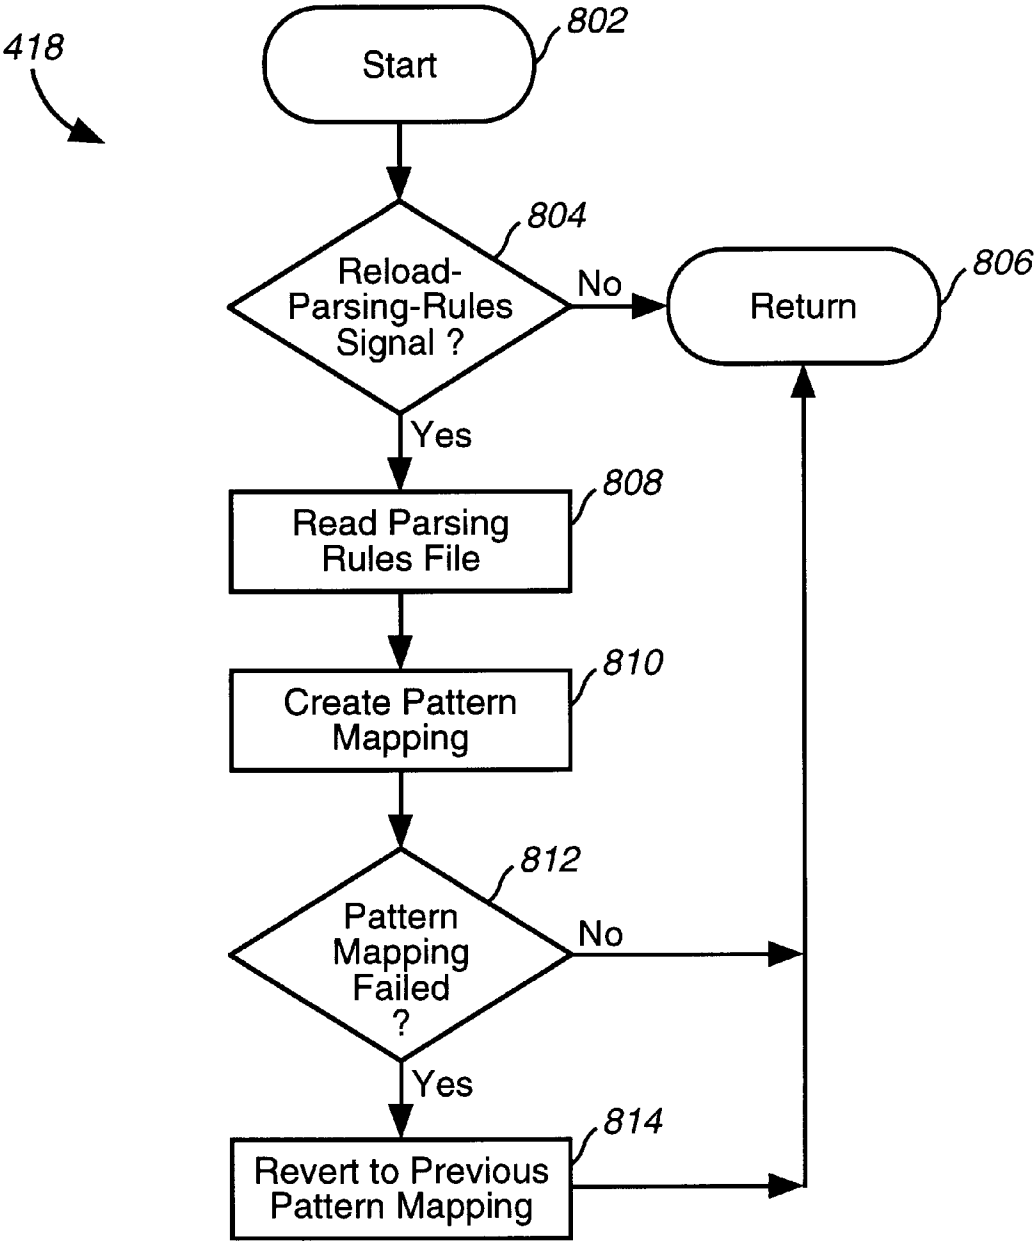 802
418
Start
804
Reload-
Parsing-Rules
Signal ?
No
806
Return
Yes
808
Read Parsing
Rules File
810
Create Pattern
Mapping
812
Pattern
Mapping
Failed
?
No
Yes
814
Revert to Previous
Pattern Mapping